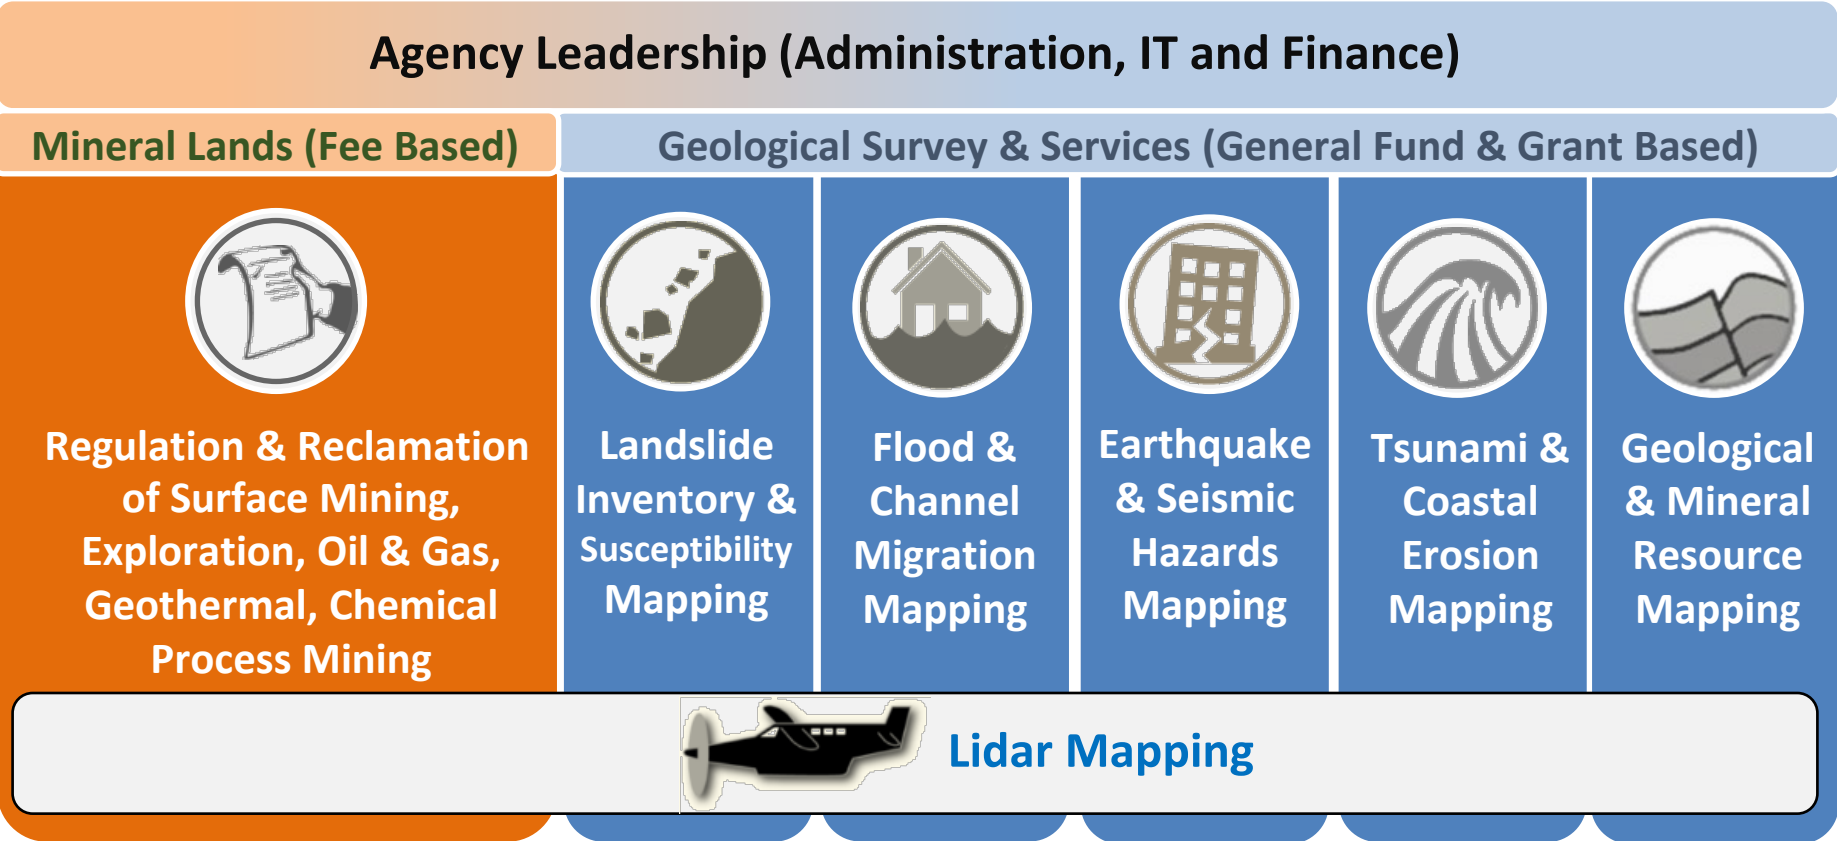 Agency Leadership (Administration, IT and Finance)
Mineral Lands (Fee Based)
Geological Survey & Services (General Fund & Grant Based)
Regulation & Reclamation
of Surface Mining,
Exploration, Oil & Gas,
Geothermal, Chemical
Process Mining
Landslide
Inventory &
Susceptibility
Mapping
Flood &
Channel
Migration
Mapping
Earthquake
& Seismic
Hazards
Mapping
Tsunami &
Coastal
Erosion
Mapping
Geological
& Mineral
Resource
Mapping
Lidar Mapping